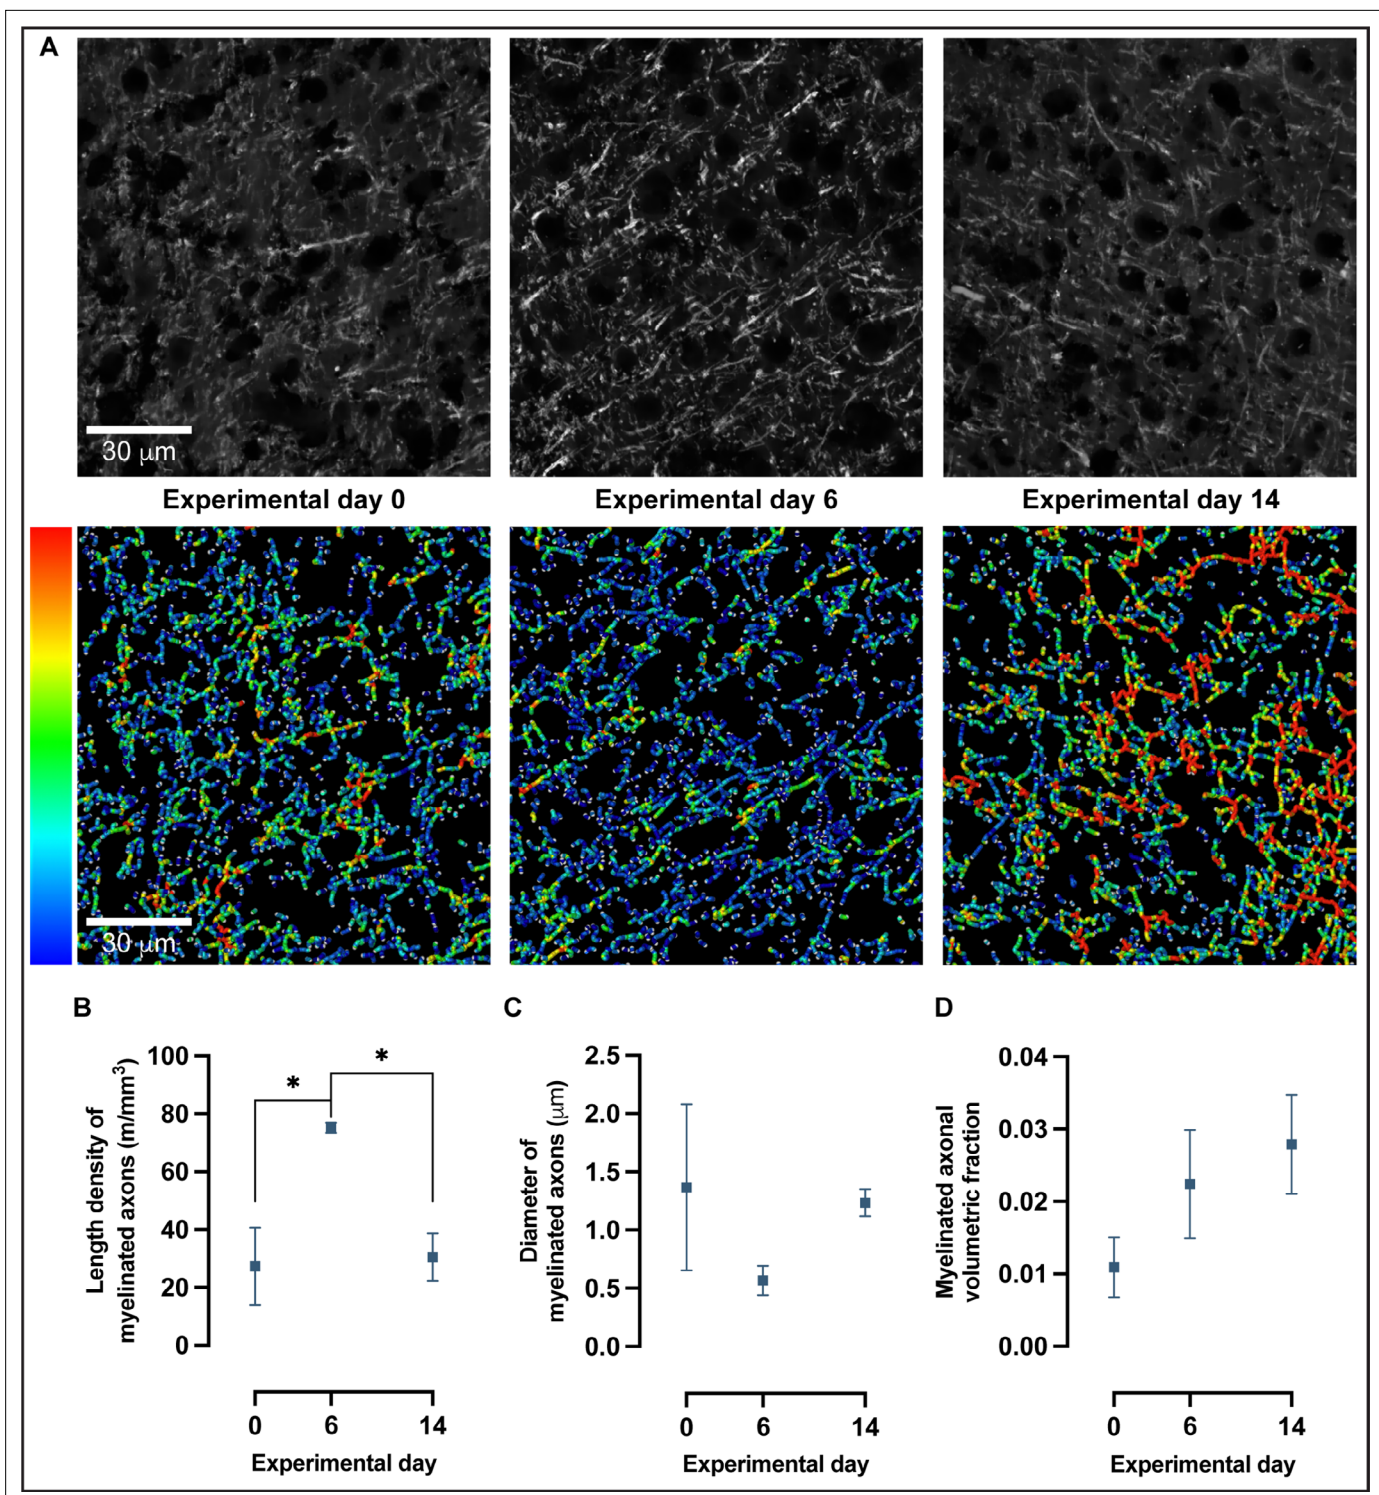 A
30 μm
Experimental day 0
Experimental day 6
Experimental day 14
30 μm
B
C
D
Length density of
myelinated axons (m/mm³)
100
80
60
40
20
0
*
*
0
6
14
Experimental day
Diameter of
myelinated axons (μm)
2.5
2.0
1.5
1.0
0.5
0.0
0
6
14
Experimental day
Myelinated axonal
volumetric fraction
0.04
0.03
0.02
0.01
0.00
0
6
14
Experimental day